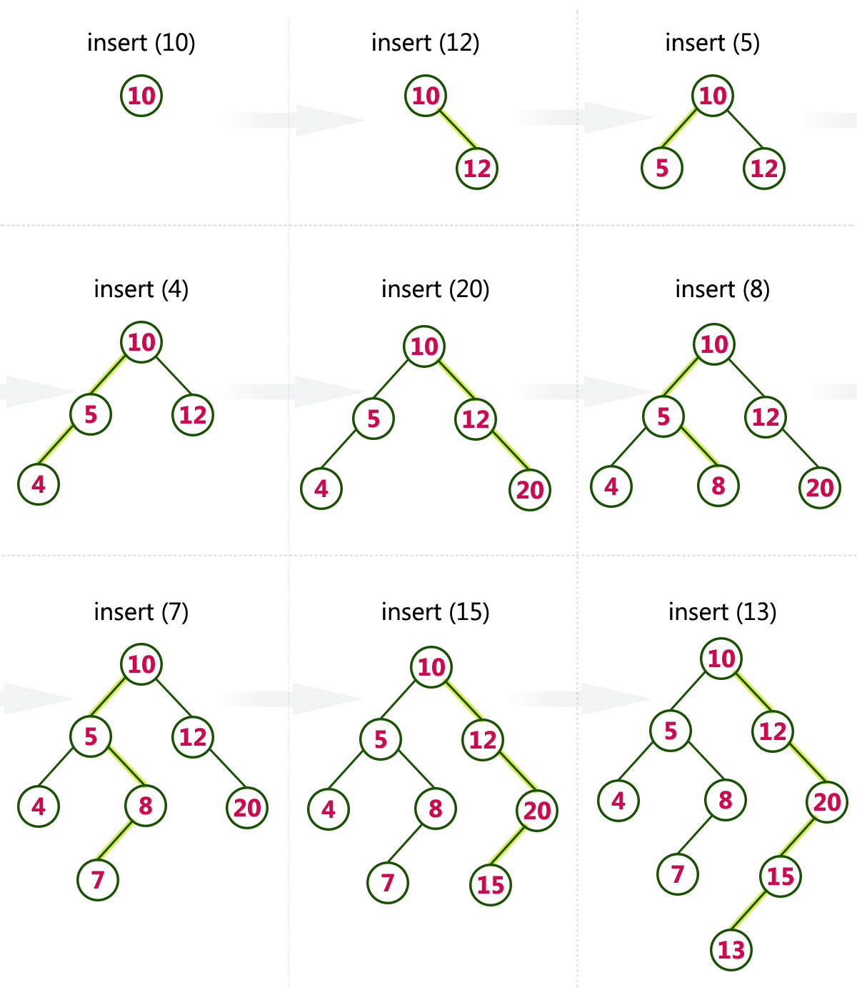 insert (10)
10
insert (12)
10
12
insert (5)
10
5 12
insert (4)
10
5 12
4
insert (20)
10
5 12
4 20
insert (8)
10
5 12
4 8 20
insert (7)
10
5 12
4 8 20
7
insert (15)
10
5 12
4 8 20
7 15
insert (13)
10
5 12
4 8 20
7 15
13